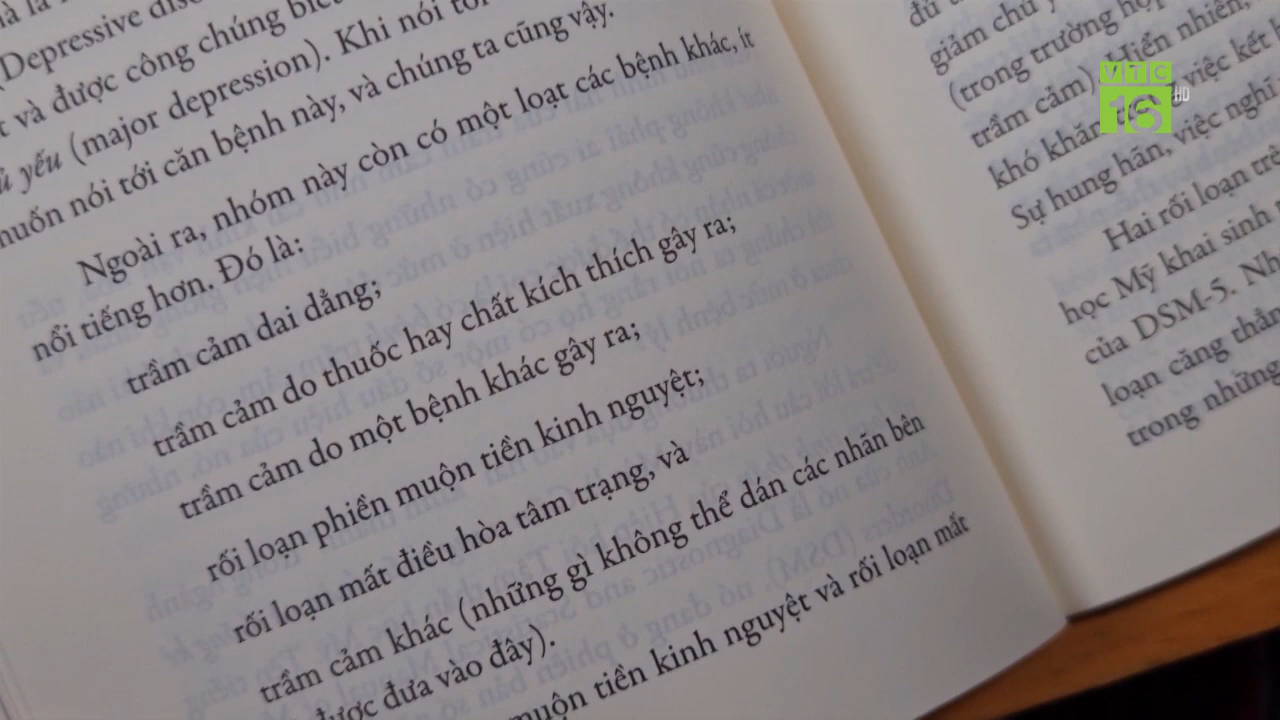 (Depressive
t và được công chúng biết
ủ yếu (major depression). Khi nói tới
muốn nói tới căn bệnh này, và chúng ta cũng vậy.
Ngoài ra, nhóm này còn có một loạt các bệnh khác, ít
nổi tiếng hơn. Đó là:
trầm cảm dai dẳng;
trầm cảm do thuốc hay chất kích thích gây ra;
trầm cảm do một bệnh khác gây ra;
rối loạn phiền muộn tiền kinh nguyệt;
rối loạn mất điều hòa tâm trạng, và
trầm cảm khác (những gì không thể dán các nhãn bên
được đưa vào đây).
muộn tiền kinh nguyệt và rối loạn mất
giảm chú
(trong trường hợp
trầm cảm). Hiển nhiên,
khó khăn việc kết
Sự hung hãn, việc nghĩ
Hai rối loạn trê
học Mỹ khai sinh
của DSM-5. Nh
loạn căng thẳn
trong những
VTC
16
HD